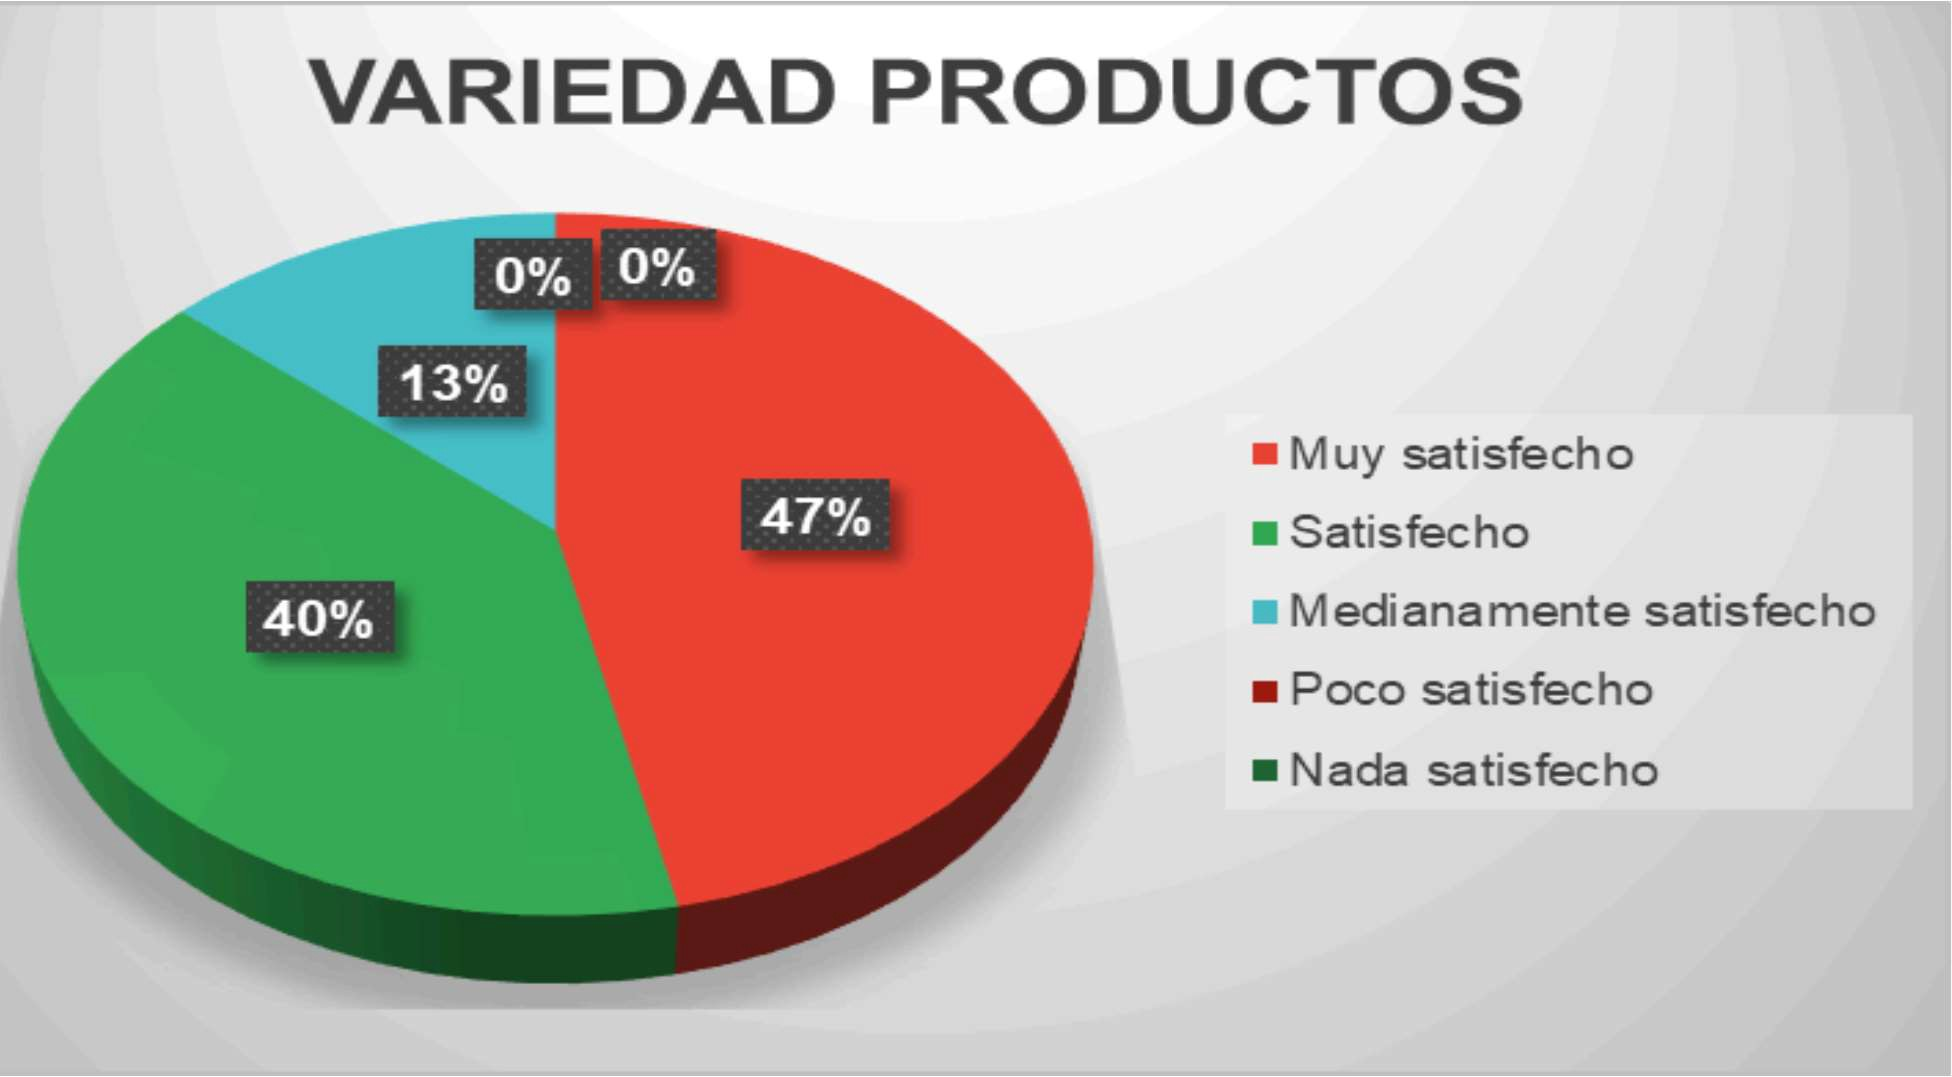 VARIEDAD PRODUCTOS
0%
0%
13%
47%
40%
Muy satisfecho
Satisfecho
Medianamente satisfecho
Poco satisfecho
Nada satisfecho